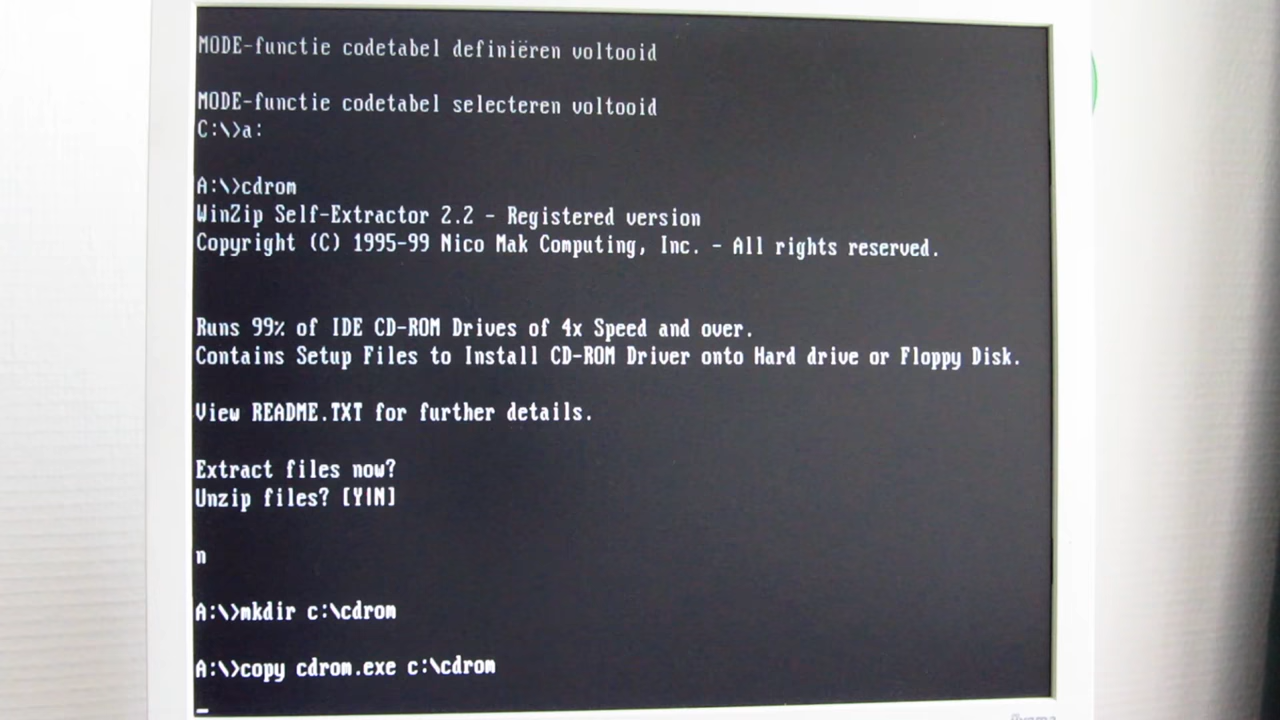 MODE-functie codetabel definiëren voltooid
MODE-functie codetabel selecteren voltooid
C:\>a:
A:\>cdrom
WinZip Self-Extractor 2.2 - Registered version
Copyright (C) 1995-99 Nico Mak Computing, Inc. - All rights reserved.
Runs 99% of IDE CD-ROM Drives of 4x Speed and over.
Contains Setup Files to Install CD-ROM Driver onto Hard drive or Floppy Disk.
View README.TXT for further details.
Extract files now?
Unzip files? [Y|N]
n
A:\>mkdir c:\cdrom
A:\>copy cdrom.exe c:\cdrom
_